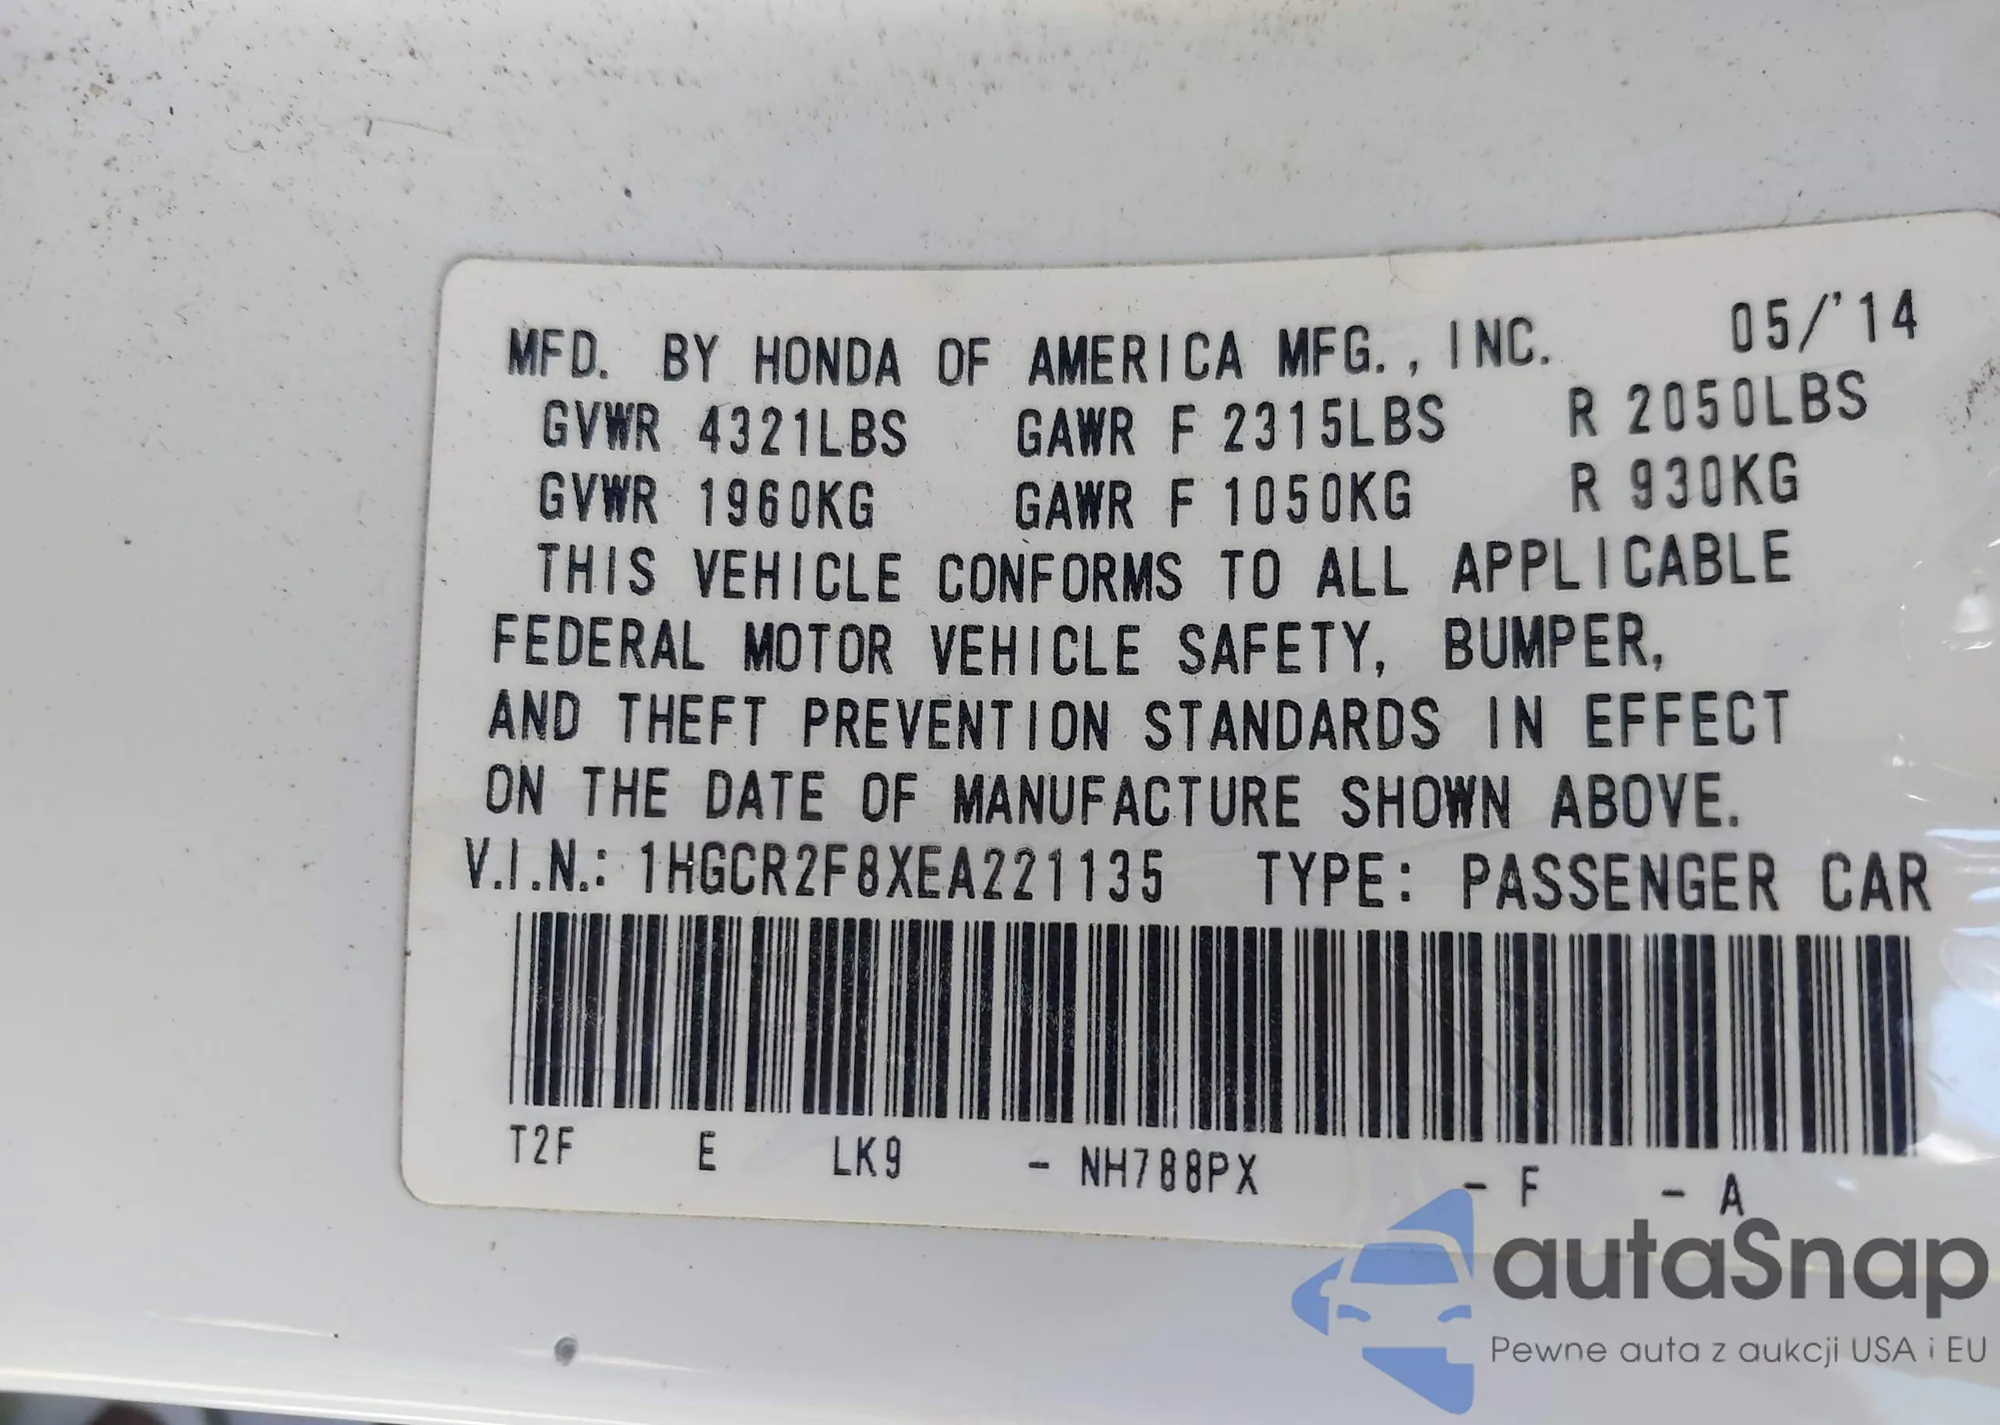 MFD. BY HONDA OF AMERICA MFG., INC. 05/'14
GVWR 4321LBS GAWR F 2315LBS R 2050LBS
GVWR 1960KG GAWR F 1050KG R 930KG
THIS VEHICLE CONFORMS TO ALL APPLICABLE
FEDERAL MOTOR VEHICLE SAFETY, BUMPER,
AND THEFT PREVENTION STANDARDS IN EFFECT
ON THE DATE OF MANUFACTURE SHOWN ABOVE.
V.I.N.: 1HGCR2F8XEA221135 TYPE: PASSENGER CAR
T2F E LK9 - NH788PX - F - A
autaSnap
Pewne auta z aukcji USA i EU